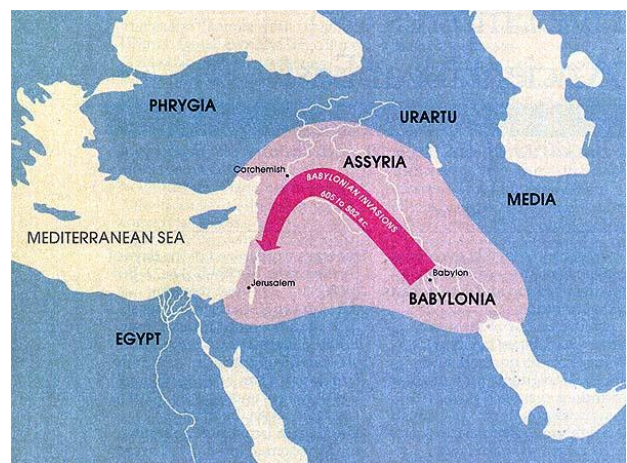 PHRYGIA
URARTU
Carchemish
ASSYRIA
BABYLONIAN INVASIONS
605 to 582 B.C.
MEDIA
MEDITERRANEAN SEA
Babylon
Jerusalem
BABYLONIA
EGYPT